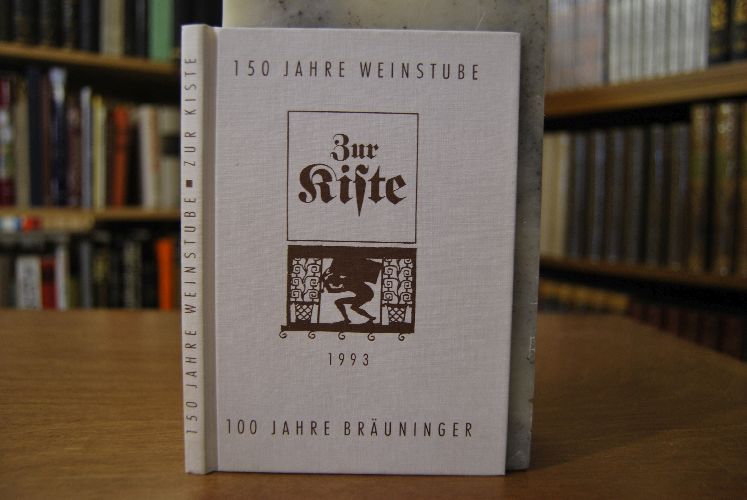 150 JAHRE WEINSTUBE
Zur
Kiſte
1993
100 JAHRE BRÄUNINGER
150 JAHRE WEINSTUBE ■ ZUR KISTE